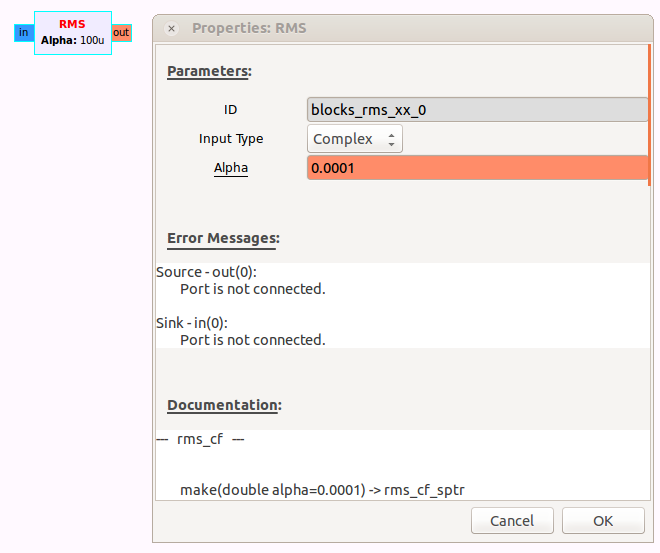 in
RMS
Alpha: 100u
out
Properties: RMS
Parameters:
ID
blocks_rms_xx_0
Input Type
Complex
Alpha
0.0001
Error Messages:
Source - out(0):
Port is not connected.
Sink - in(0):
Port is not connected.
Documentation:
--- rms_cf ---
make(double alpha=0.0001) -> rms_cf_sptr
Cancel
OK